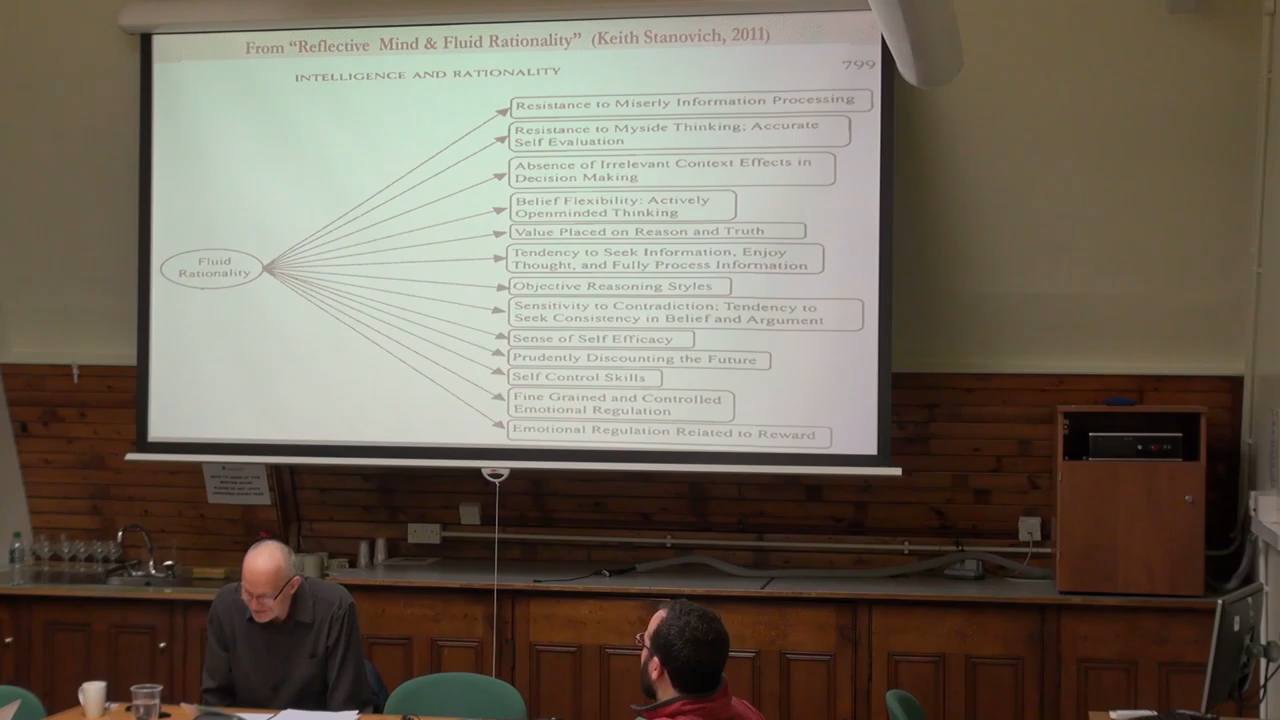 From “Reflective Mind & Fluid Rationality” (Keith Stanovich, 2011)
INTELLIGENCE AND RATIONALITY
799
Resistance to Miserly Information Processing
Resistance to Myside Thinking; Accurate
Self Evaluation
Absence of Irrelevant Context Effects in
Decision Making
Belief Flexibility: Actively
Openminded Thinking
Value Placed on Reason and Truth
Fluid
Rationality
Tendency to Seek Information, Enjoy
Thought, and Fully Process Information
Objective Reasoning Styles
Sensitivity to Contradiction; Tendency to
Seek Consistency in Belief and Argument
Sense of Self Efficacy
Prudently Discounting the Future
Self Control Skills
Fine Grained and Controlled
Emotional Regulation
Emotional Regulation Related to Reward